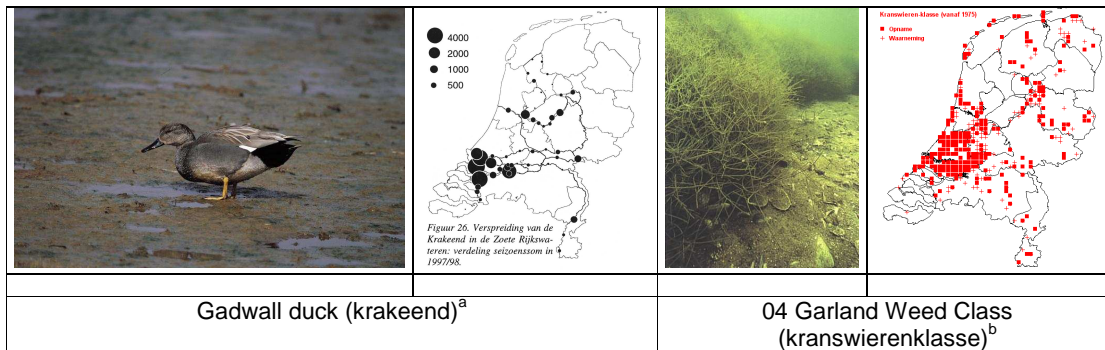 4000
2000
1000
500
Figuur 26. Verspreiding van de
Krakeend in de Zoete Rijkswa-
teren: verdeling seizoenssom in
1997/98.
Kranswieren-klasse (vanaf 1975)
Opname
Waarneming
Gadwall duck (krakeend)a
04 Garland Weed Class
(kranswierenklasse)b